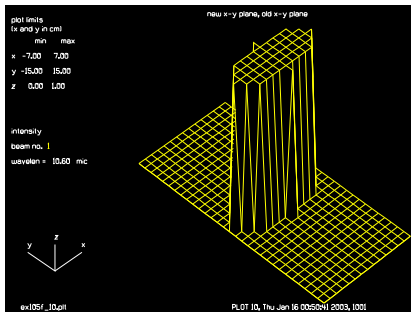 new x-y plane, old x-y plane
plot limits
(x and y in cm)
min max
x -7.00 7.00
y -15.00 15.00
z 0.00 1.00
intensity
beam no. 1
wavelen = 10.60 mic
z
y x
ex105f_10.plt
PLOT 10, Thu Jan 16 00:50:41 2003, 1001